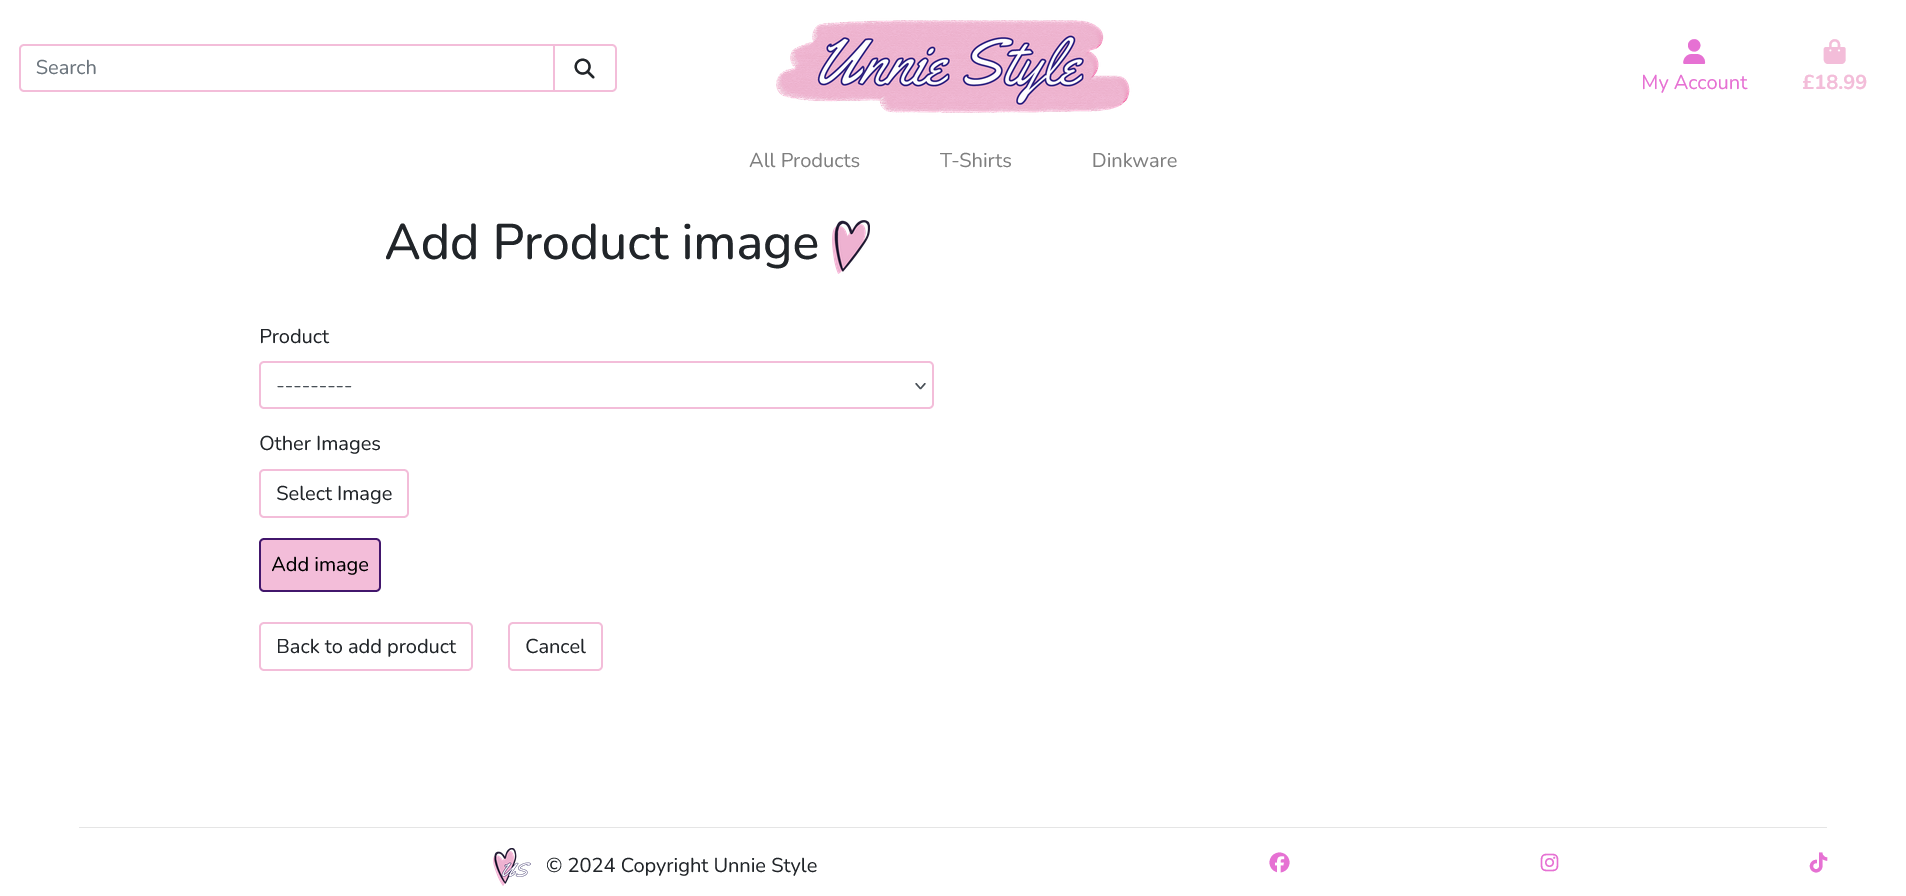 Search
Unnie Style
My Account
£18.99
All Products
T-Shirts
Dinkware
Add Product image
Product
---------
Other Images
Select Image
Add image
Back to add product
Cancel
US
© 2024 Copyright Unnie Style